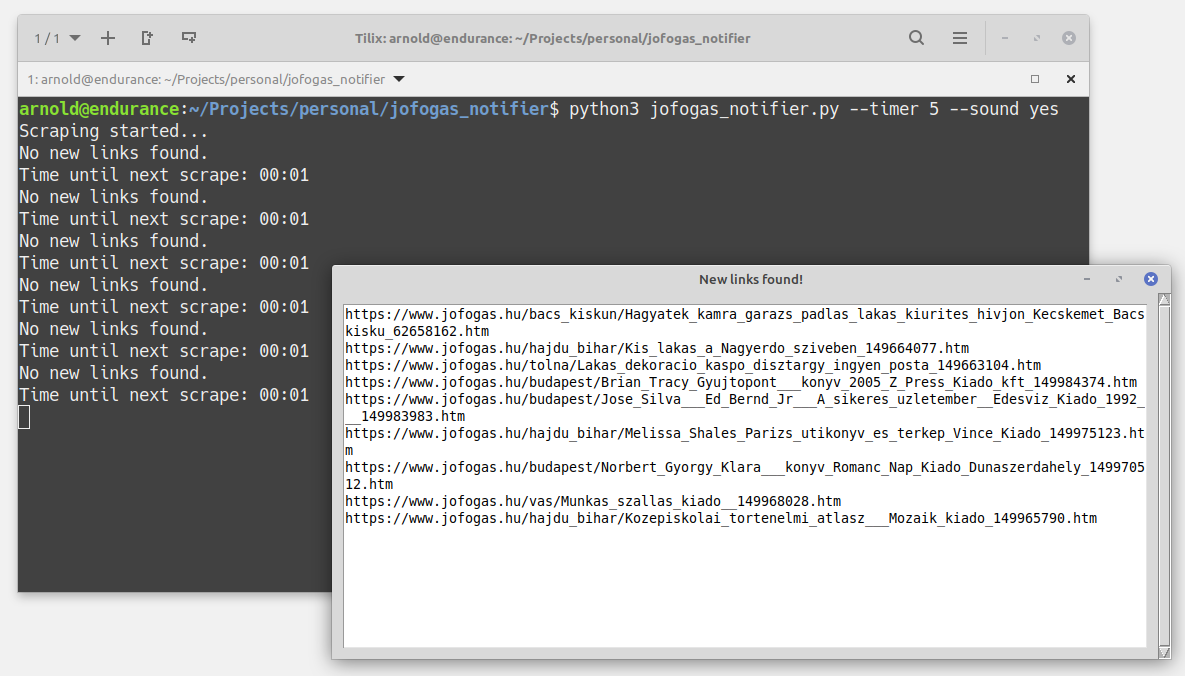 1 / 1
Tilix: arnold@endurance: ~/Projects/personal/jofogas_notifier
1: arnold@endurance: ~/Projects/personal/jofogas_notifier
arnold@endurance:~/Projects/personal/jofogas_notifier$ python3 jofogas_notifier.py --timer 5 --sound yes
Scraping started...
No new links found.
Time until next scrape: 00:01
No new links found.
Time until next scrape: 00:01
No new links found.
Time until next scrape: 00:01
No new links found.
Time until next scrape: 00:01
No new links found.
Time until next scrape: 00:01
No new links found.
Time until next scrape: 00:01
New links found!
https://www.jofogas.hu/bacs_kiskun/Hagyatek_kamra_garazs_padlas_lakas_kiurites_hivjon_Kecskemet_Bacs
kisku_62658162.htm
https://www.jofogas.hu/hajdu_bihar/Kis_lakas_a_Nagyerdo_sziveben_149664077.htm
https://www.jofogas.hu/tolna/Lakas_dekoracio_kaspo_disztargy_ingyen_posta_149663104.htm
https://www.jofogas.hu/budapest/Brian_Tracy_Gyujtopont___konyv_2005_Z_Press_Kiado_kft_149984374.htm
https://www.jofogas.hu/budapest/Jose_Silva___Ed_Bernd_Jr___A_sikeres_uzletember__Edesviz_Kiado_1992_
__149983983.htm
https://www.jofogas.hu/hajdu_bihar/Melissa_Shales_Parizs_utikonyv_es_terkep_Vince_Kiado_149975123.ht
m
https://www.jofogas.hu/budapest/Norbert_Gyorgy_Klara___konyv_Romanc_Nap_Kiado_Dunaszerdahely_1499705
12.htm
https://www.jofogas.hu/vas/Munkas_szallas_kiado__149968028.htm
https://www.jofogas.hu/hajdu_bihar/Kozepiskolai_tortenelmi_atlasz___Mozaik_kiado_149965790.htm